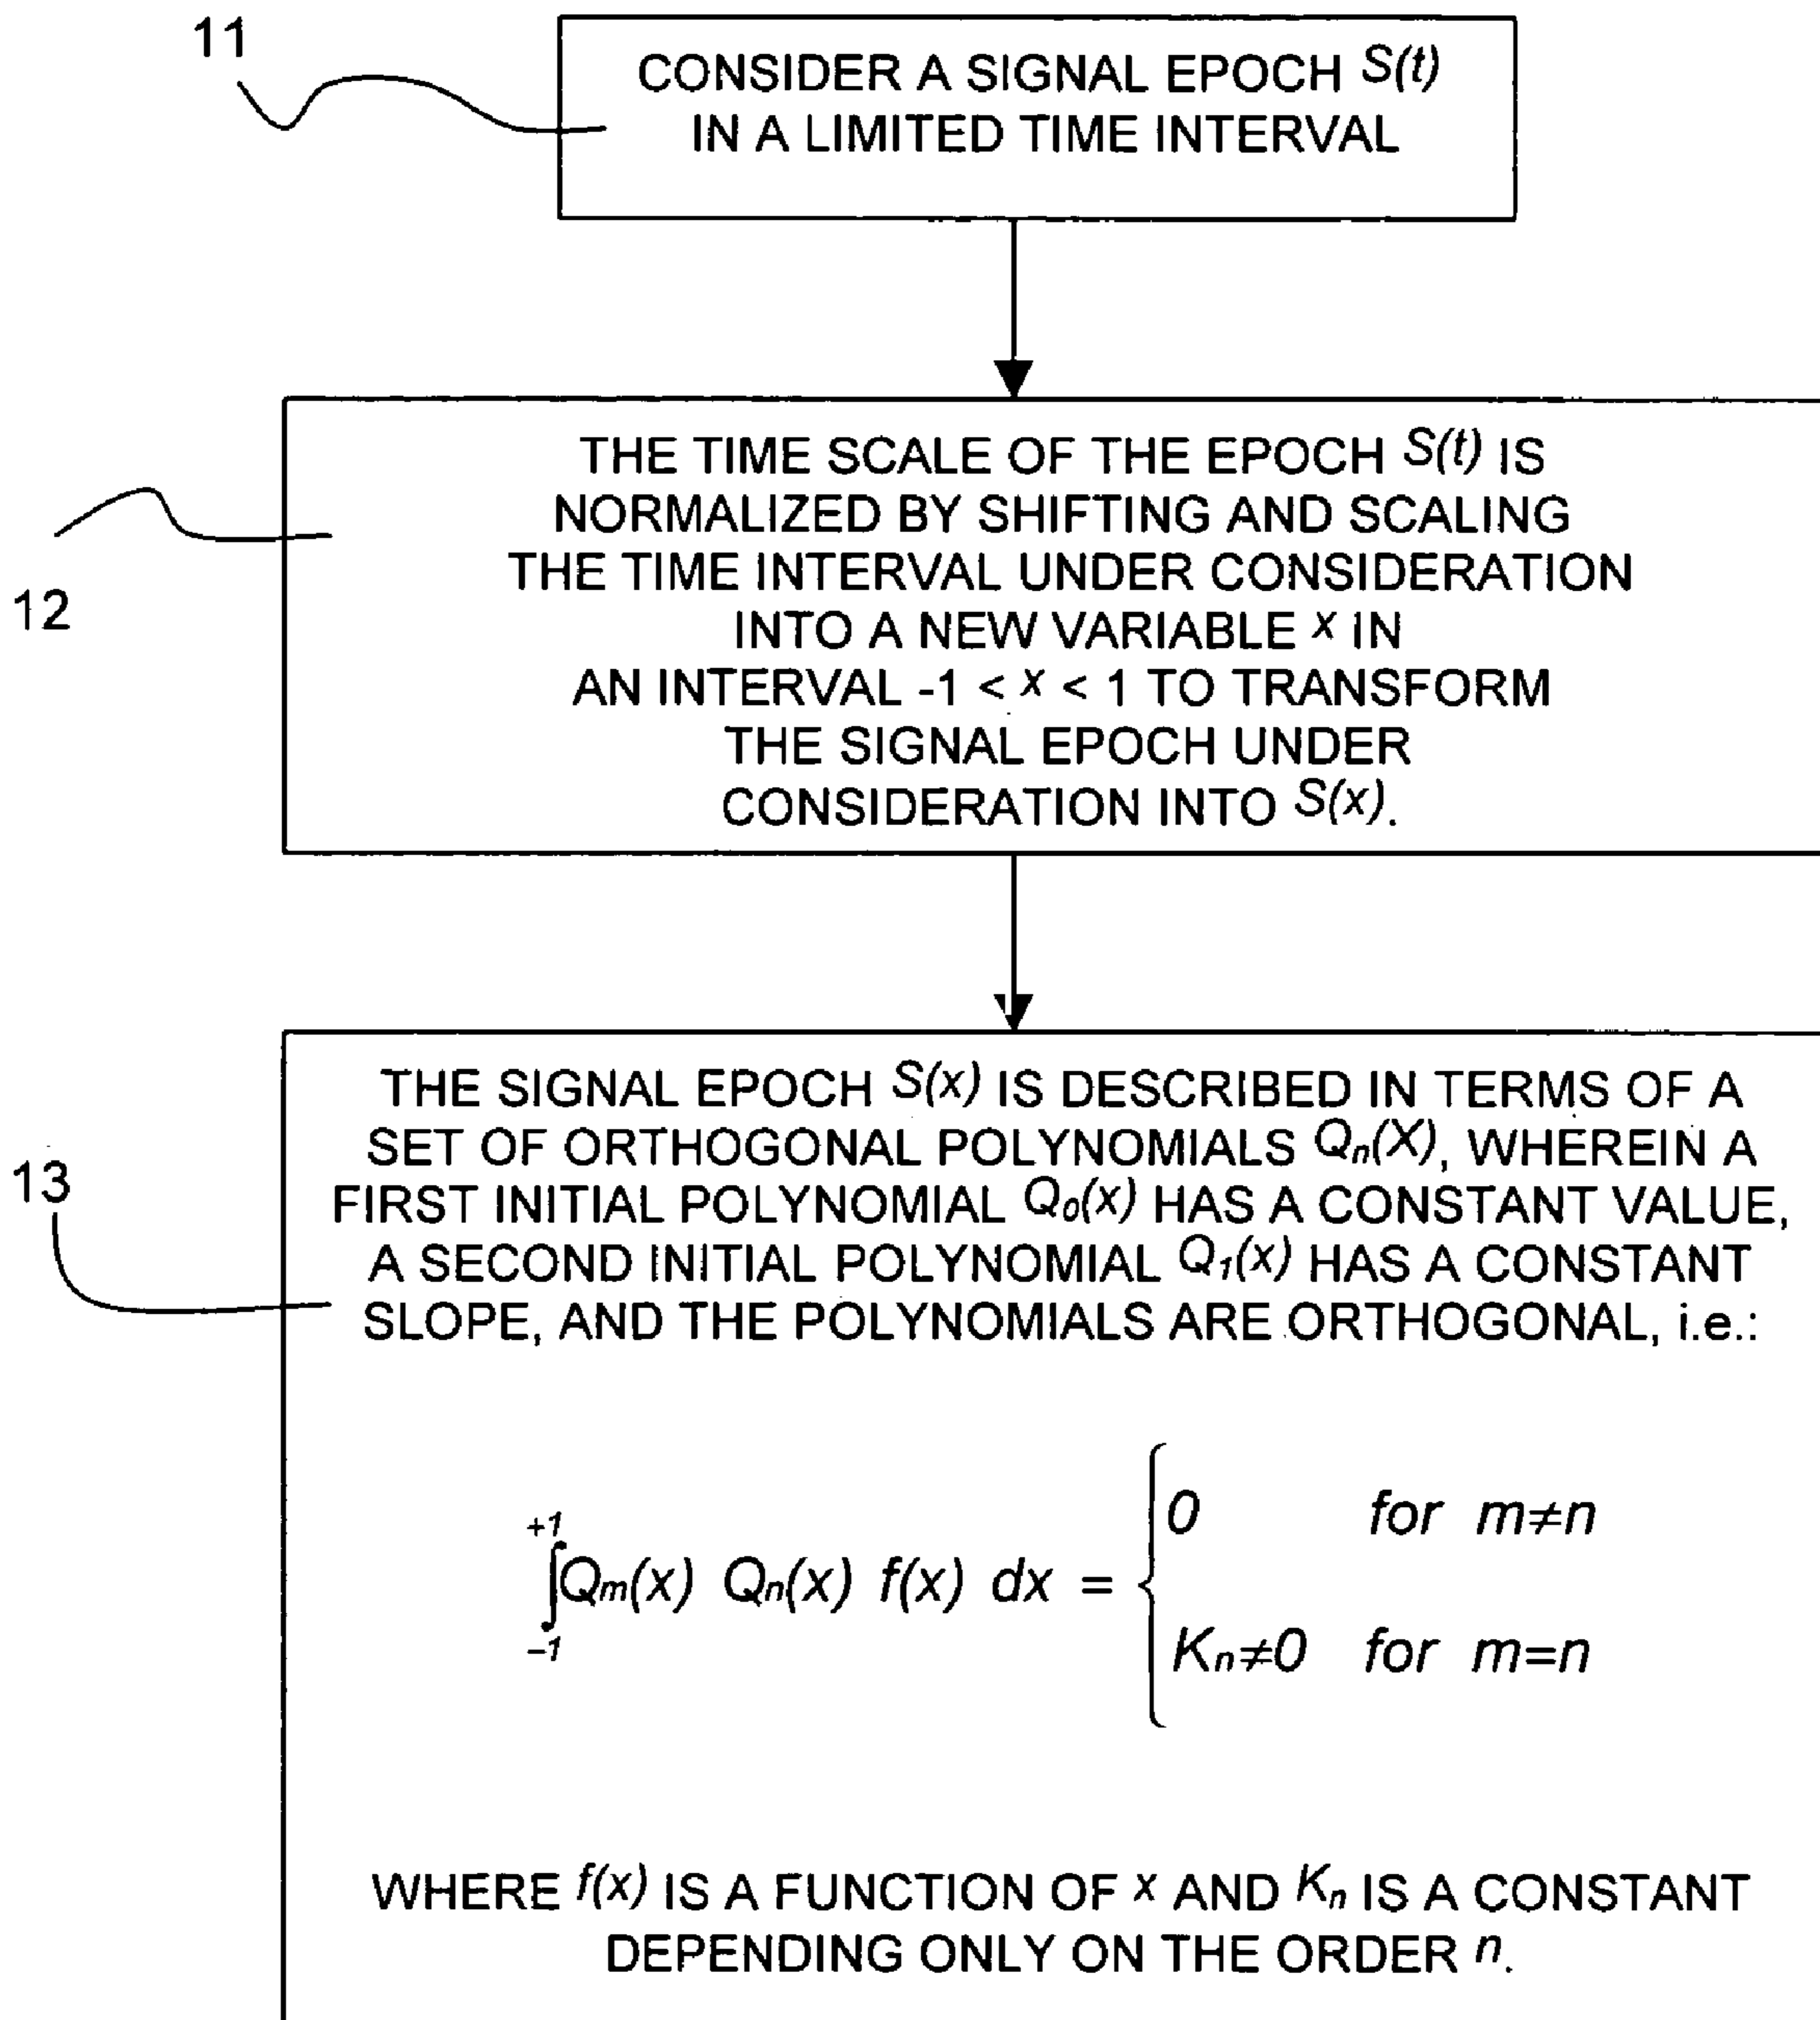 11
CONSIDER A SIGNAL EPOCH S(t)
IN A LIMITED TIME INTERVAL
12
THE TIME SCALE OF THE EPOCH S(t) IS
NORMALIZED BY SHIFTING AND SCALING
THE TIME INTERVAL UNDER CONSIDERATION
INTO A NEW VARIABLE x IN
AN INTERVAL -1 < x < 1 TO TRANSFORM
THE SIGNAL EPOCH UNDER
CONSIDERATION INTO S(x).
13
THE SIGNAL EPOCH S(x) IS DESCRIBED IN TERMS OF A
SET OF ORTHOGONAL POLYNOMIALS Qn(X), WHEREIN A
FIRST INITIAL POLYNOMIAL Q0(x) HAS A CONSTANT VALUE,
A SECOND INITIAL POLYNOMIAL Q1(x) HAS A CONSTANT
SLOPE, AND THE POLYNOMIALS ARE ORTHOGONAL, i.e.:
+1
0 for m≠n
∫Qm(x) Qn(x) f(x) dx = {
–1
Kn≠0 for m=n
WHERE f(x) IS A FUNCTION OF x AND Kn IS A CONSTANT
DEPENDING ONLY ON THE ORDER n.